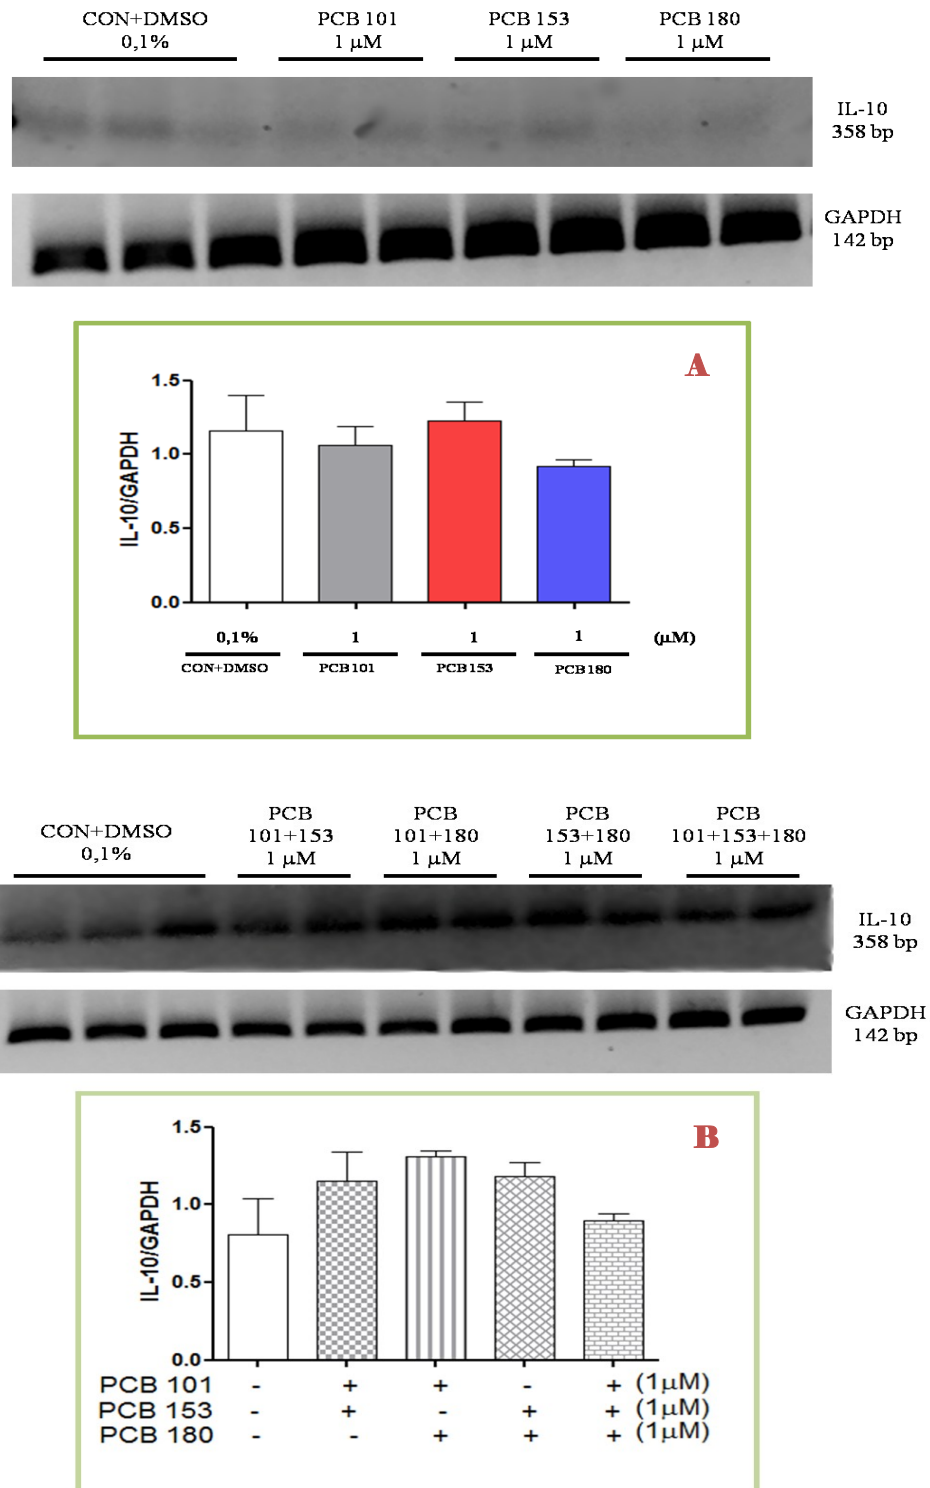 CON+DMSO PCB 101 PCB 153 PCB 180
0,1% 1 µM 1 µM 1 µM
IL-10
358 bp
GAPDH
142 bp
A
1.5
1.0
0.5
0.0
IL-10/GAPDH
0,1% 1 1 1 (µM)
CON+DMSO PCB101 PCB153 PCB180
PCB PCB PCB PCB
CON+DMSO 101+153 101+180 153+180 101+153+180
0,1% 1 µM 1 µM 1 µM 1 µM
IL-10
358 bp
GAPDH
142 bp
B
1.5
1.0
0.5
0.0
IL-10/GAPDH
PCB 101 - + + - + (1µM)
PCB 153 - + - + + (1µM)
PCB 180 - - + + + (1µM)